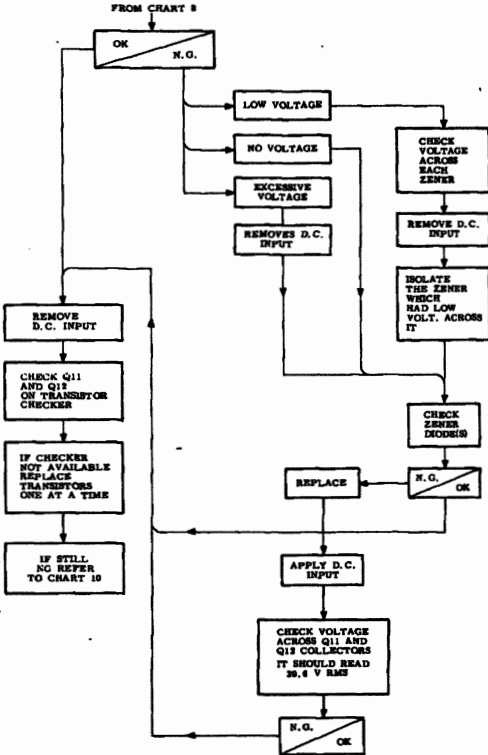 FROM CHART 8
OK
N.G.
LOW VOLTAGE
NO VOLTAGE
EXCESSIVE
VOLTAGE
REMOVES D.C.
INPUT
CHECK
VOLTAGE
ACROSS
EACH
ZENER
REMOVE D.C.
INPUT
ISOLATE
THE ZENER
WHICH
HAD LOW
VOLT. ACROSS
IT
REMOVE
D.C. INPUT
CHECK Q11
AND Q12
ON TRANSISTOR
CHECKER
IF CHECKER
NOT AVAILABLE
REPLACE
TRANSISTORS
ONE AT A TIME
IF STILL
NG REFER
TO CHART 10
CHECK
ZENER
DIODE(S)
N.G.
OK
REPLACE
APPLY D.C.
INPUT
CHECK VOLTAGE
ACROSS Q11 AND
Q12 COLLECTORS
IT SHOULD READ
V RMS
N.G.
OK